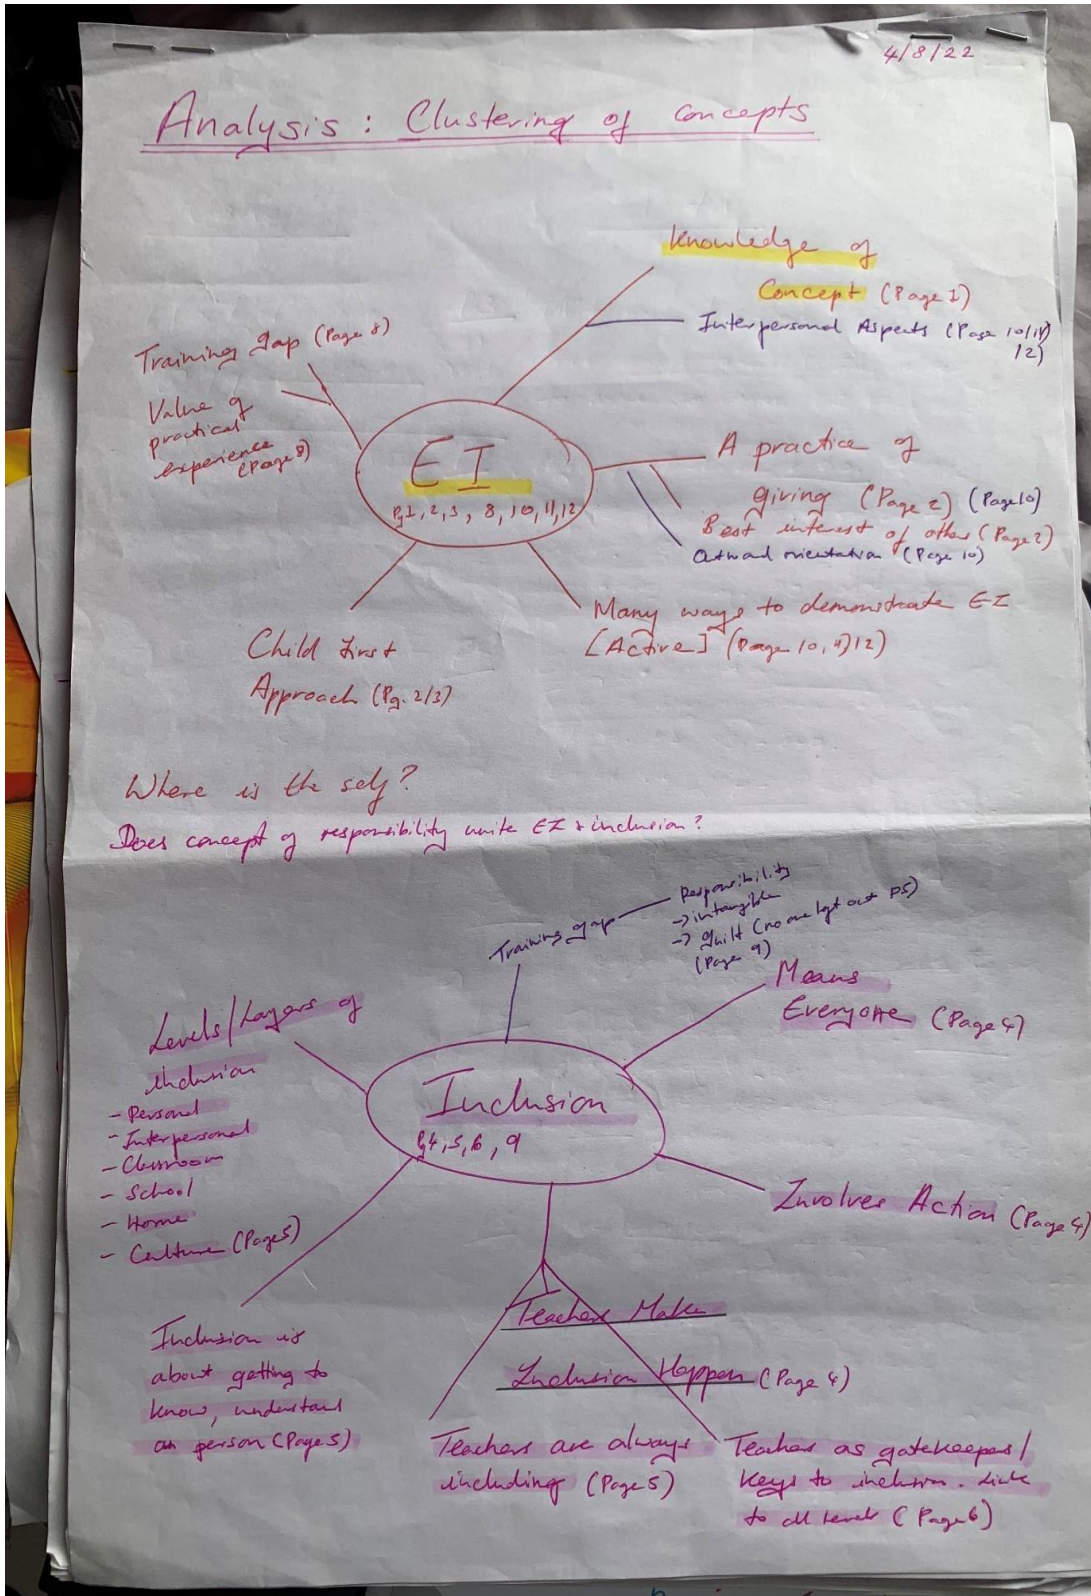 4/8/22
Analysis: Clustering of concepts
Knowledge of
Concept (Page 1)
Interpersonal Aspects (Page 10/11/
12)
Training gap (Page 8)
Value of
practical
experience
(Page 8)
EI
Pg1, 2, 3, 8, 10, 11, 12
A practice of
giving (Page 2) (Page 10)
Best interest of other (Page 2)
Outward orientation (Page 10)
Many ways to demonstrate EI
[Active] (Page 10, 11, 12)
Child First
Approach (Pg. 2/3)
Where is the self?
Does concept of responsibility unite EI + inclusion?
Training gap
Responsibility
→ intangible
→ guilt (no one left out P5)
(Page 9)
Means
Everyone (Page 4)
Levels/Layers of
inclusion
- Personal
- Interpersonal
- Classroom
- School
- Home
- Culture (Page 5)
Inclusion
Pg4, 5, 6, 9
Involves Action (Page 4)
Teachers Make
Inclusion Happen (Page 4)
Inclusion is
about getting to
know, understand
a person (Page 5)
Teachers are always
including (Page 5)
Teacher as gatekeepers/
keys to inclusion. Link
to all levels (Page 6)